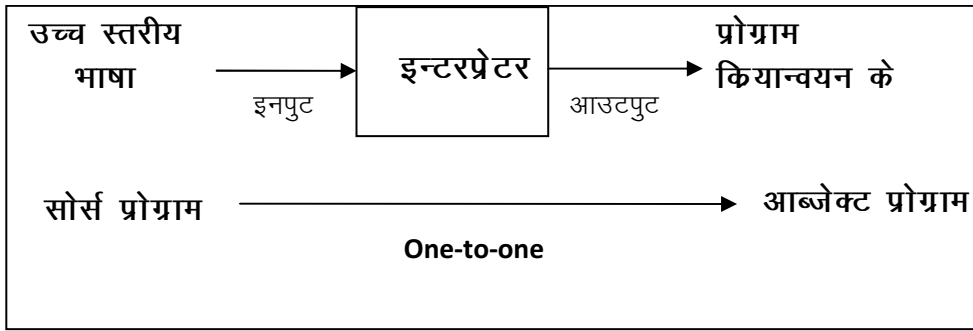 उच्च स्तरीय
भाषा
इनपुट
इन्टरप्रेटर
आउटपुट
प्रोग्राम
क्रियान्वयन के
सोर्स प्रोग्राम
आब्जेक्ट प्रोग्राम
One-to-one